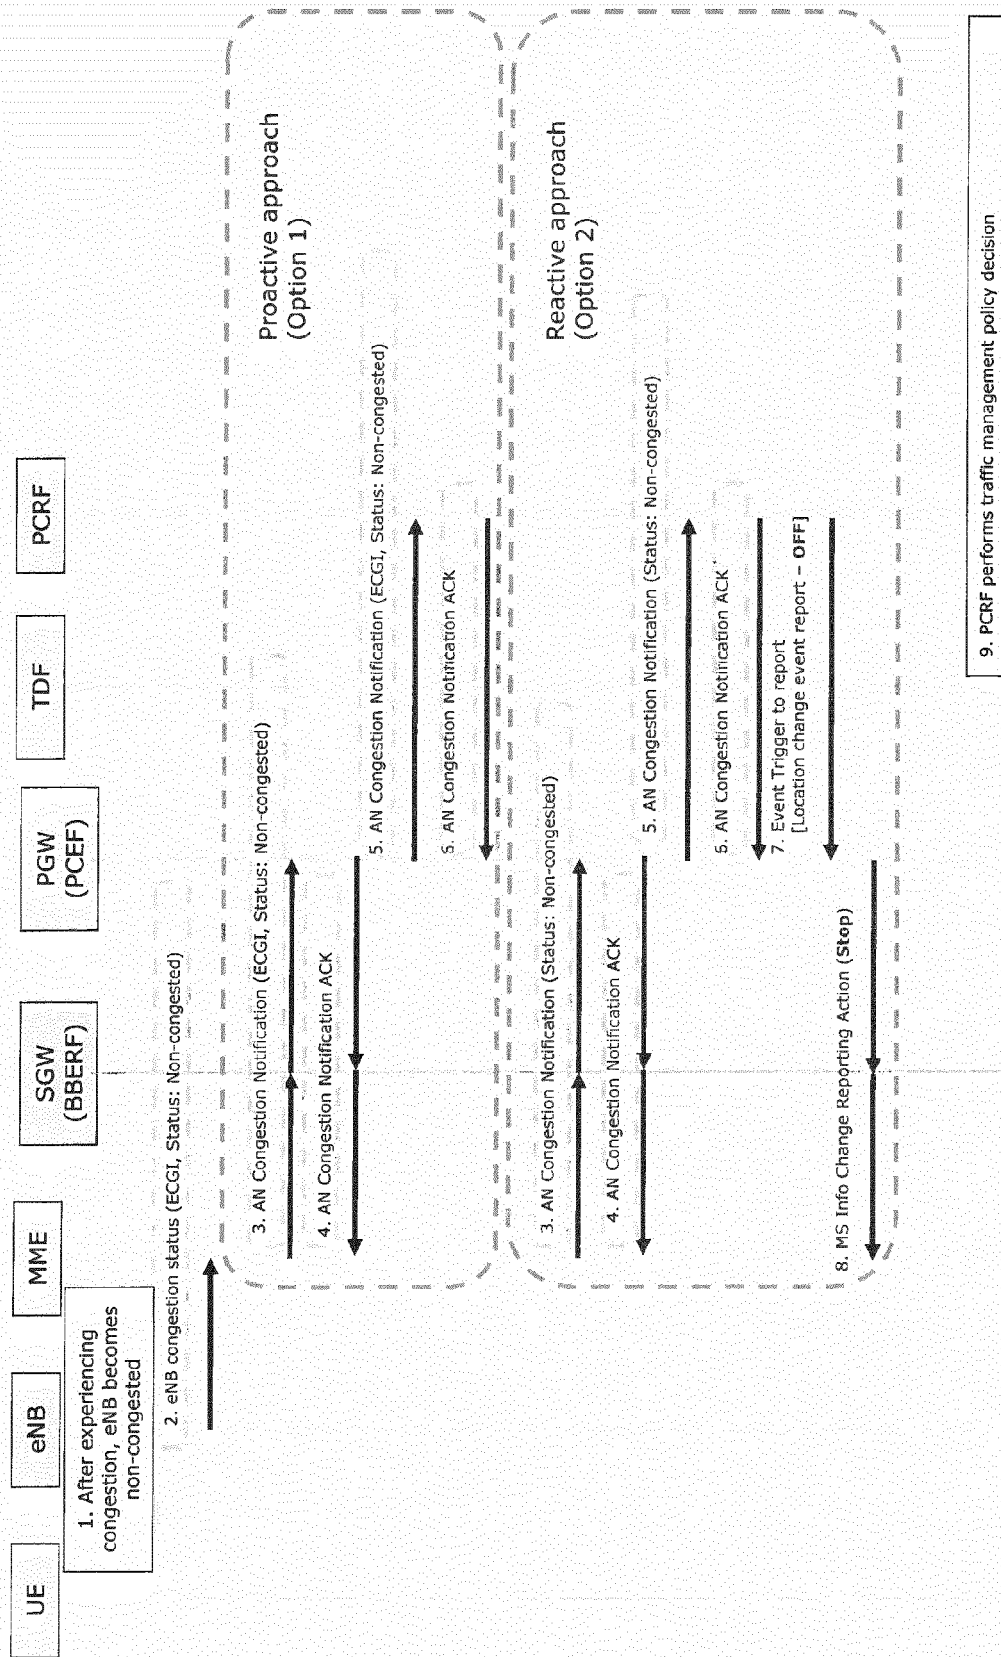 UE
eNB
MME
SGW
(BBERF)
PGW
(PCEF)
TDF
PCRF
1. After experiencing
congestion, eNB becomes
non-congested
2. eNB congestion status (ECGI, Status: Non-congested)
Proactive approach
(Option 1)
3. AN Congestion Notification (ECGI, Status: Non-congested)
4. AN Congestion Notification ACK
5. AN Congestion Notification (ECGI, Status: Non-congested)
6. AN Congestion Notification ACK
Reactive approach
(Option 2)
3. AN Congestion Notification (Status: Non-congested)
4. AN Congestion Notification ACK
5. AN Congestion Notification (Status: Non-congested)
6. AN Congestion Notification ACK
7. Event Trigger to report
[Location change event report – OFF]
8. MS Info Change Reporting Action (Stop)
9. PCRF performs traffic management policy decision